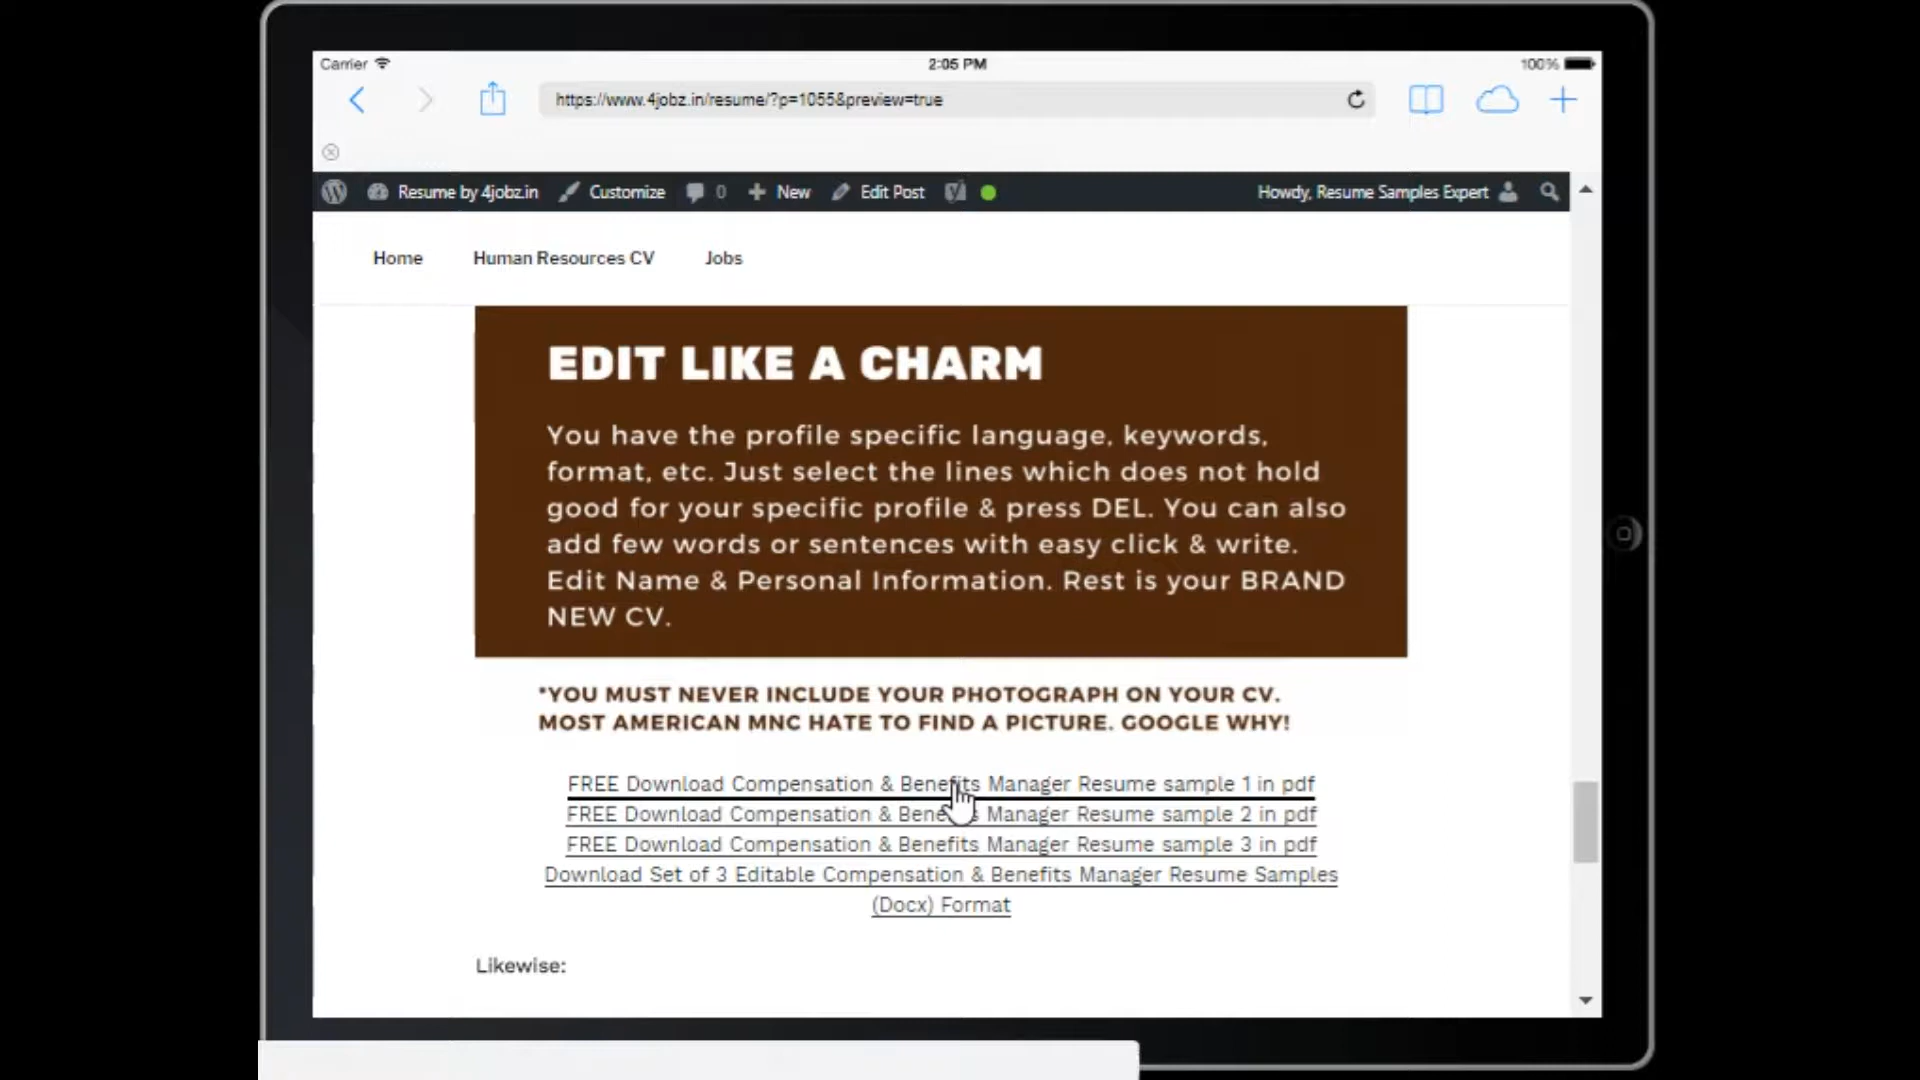 Carrier
2:05 PM
100%
https://www.4jobz.in/resume/?p=1055&preview=true
Resume by 4jobz.in
Customize
0
New
Edit Post
Howdy, Resume Samples Expert
Home
Human Resources CV
Jobs
EDIT LIKE A CHARM
You have the profile specific language, keywords,
format, etc. Just select the lines which does not hold
good for your specific profile & press DEL. You can also
add few words or sentences with easy click & write.
Edit Name & Personal Information. Rest is your BRAND
NEW CV.
*YOU MUST NEVER INCLUDE YOUR PHOTOGRAPH ON YOUR CV.
MOST AMERICAN MNC HATE TO FIND A PICTURE. GOOGLE WHY!
FREE Download Compensation & Benefits Manager Resume sample 1 in pdf
FREE Download Compensation & Benefits Manager Resume sample 2 in pdf
FREE Download Compensation & Benefits Manager Resume sample 3 in pdf
Download Set of 3 Editable Compensation & Benefits Manager Resume Samples
(Docx) Format
Likewise: